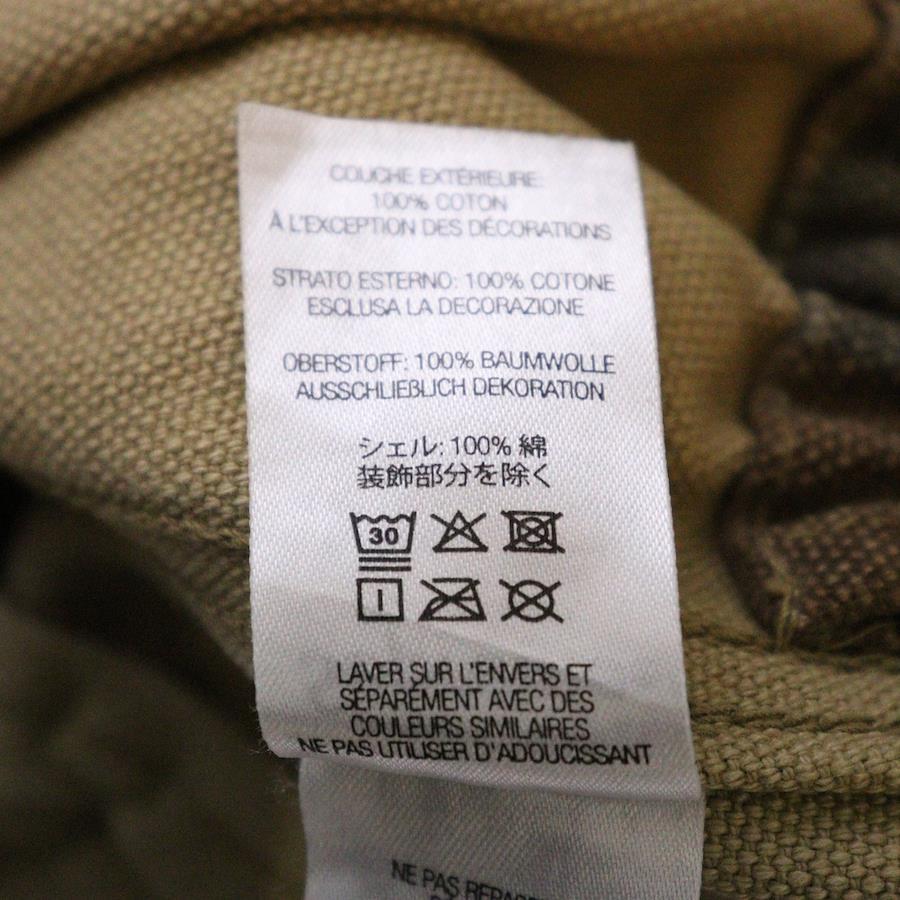 COUCHE EXTÉRIEURE:
100% COTON
À L'EXCEPTION DES DÉCORATIONS
STRATO ESTERNO: 100% COTONE
ESCLUSA LA DECORAZIONE
OBERSTOFF: 100% BAUMWOLLE
AUSSCHLIEßLICH DEKORATION
シェル: 100% 綿
装飾部分を除く
30
LAVER SUR L'ENVERS ET
SÉPARÉMENT AVEC DES
COULEURS SIMILAIRES
NE PAS UTILISER D'ADOUCISSANT
NE PAS